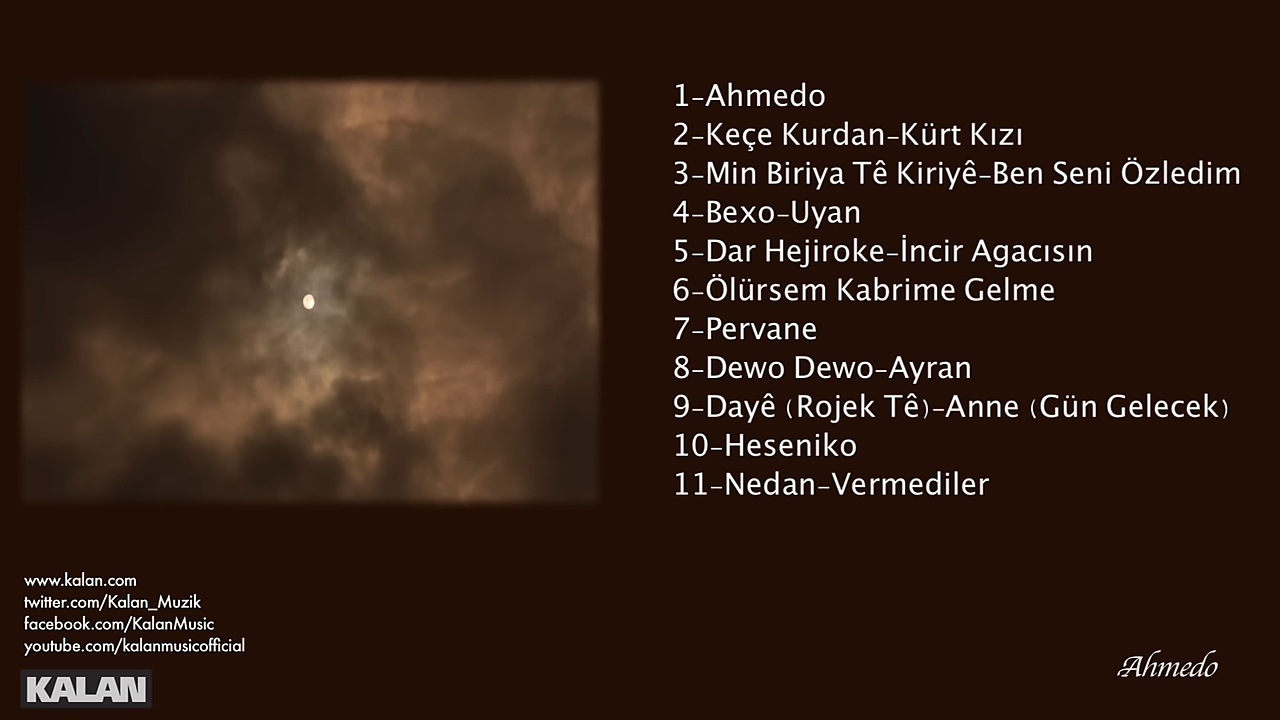 1-Ahmedo
2-Keçe Kurdan-Kürt Kızı
3-Min Biriya Tê Kiriyê-Ben Seni Özledim
4-Bexo-Uyan
5-Dar Hejiroke-İncir Agacısın
6-Ölürsem Kabrime Gelme
7-Pervane
8-Dewo Dewo-Ayran
9-Dayê (Rojek Tê)-Anne (Gün Gelecek)
10-Heseniko
11-Nedan-Vermediler
www.kalan.com
twitter.com/Kalan_Muzik
facebook.com/KalanMusic
youtube.com/kalanmusicofficial
KALAN
Ahmedo